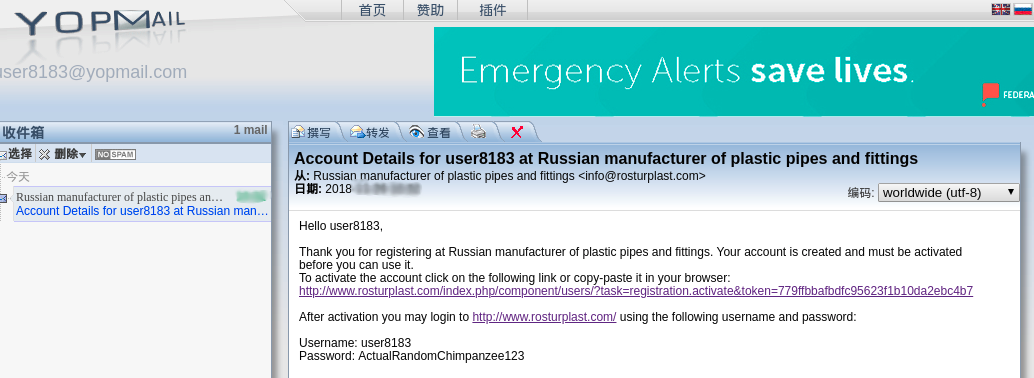 YOPMAIL
首页 赞助 插件
user8183@yopmail.com
Emergency Alerts save lives.
FEDERA
收件箱 1 mail
选择 删除 NO SPAM
今天
Russian manufacturer of plastic pipes an…
Account Details for user8183 at Russian man…
撰写 转发 查看
Account Details for user8183 at Russian manufacturer of plastic pipes and fittings
从: Russian manufacturer of plastic pipes and fittings <info@rosturplast.com>
日期: 2018
编码: worldwide (utf-8)
Hello user8183,
Thank you for registering at Russian manufacturer of plastic pipes and fittings. Your account is created and must be activated
before you can use it.
To activate the account click on the following link or copy-paste it in your browser:
http://www.rosturplast.com/index.php/component/users/?task=registration.activate&token=779ffbbafbdfc95623f1b10da2ebc4b7
After activation you may login to http://www.rosturplast.com/ using the following username and password:
Username: user8183
Password: ActualRandomChimpanzee123